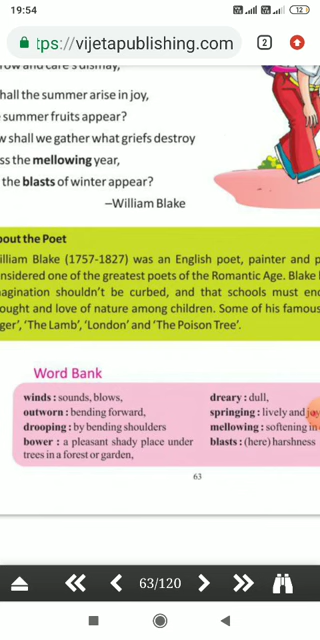 19:54
tps://vijetapublishing.com
2
and care's dismay,
hall the summer arise in joy,
summer fruits appear?
shall we gather what griefs destroy
ss the mellowing year,
the blasts of winter appear?
–William Blake
bout the Poet
illiam Blake (1757-1827) was an English poet, painter and p
nsidered one of the greatest poets of the Romantic Age. Blake
agination shouldn't be curbed, and that schools must en
ought and love of nature among children. Some of his famous
ger', 'The Lamb', 'London' and 'The Poison Tree'.
Word Bank
winds : sounds, blows,
outworn : bending forward,
drooping : by bending shoulders
bower : a pleasant shady place under
trees in a forest or garden,
dreary : dull,
springing : lively and
mellowing : softening in
blasts : (here) harshness
63
63/120